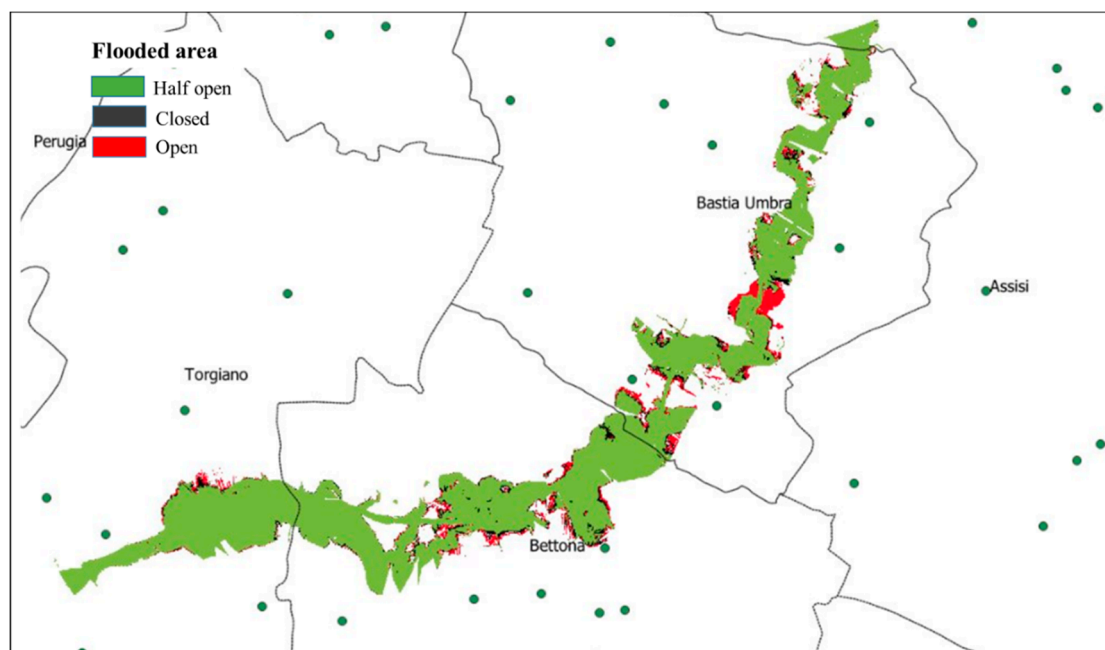 Flooded area
Half open
Closed
Open
Perugia
Bastia Umbra
Assisi
Torgiano
Bettona